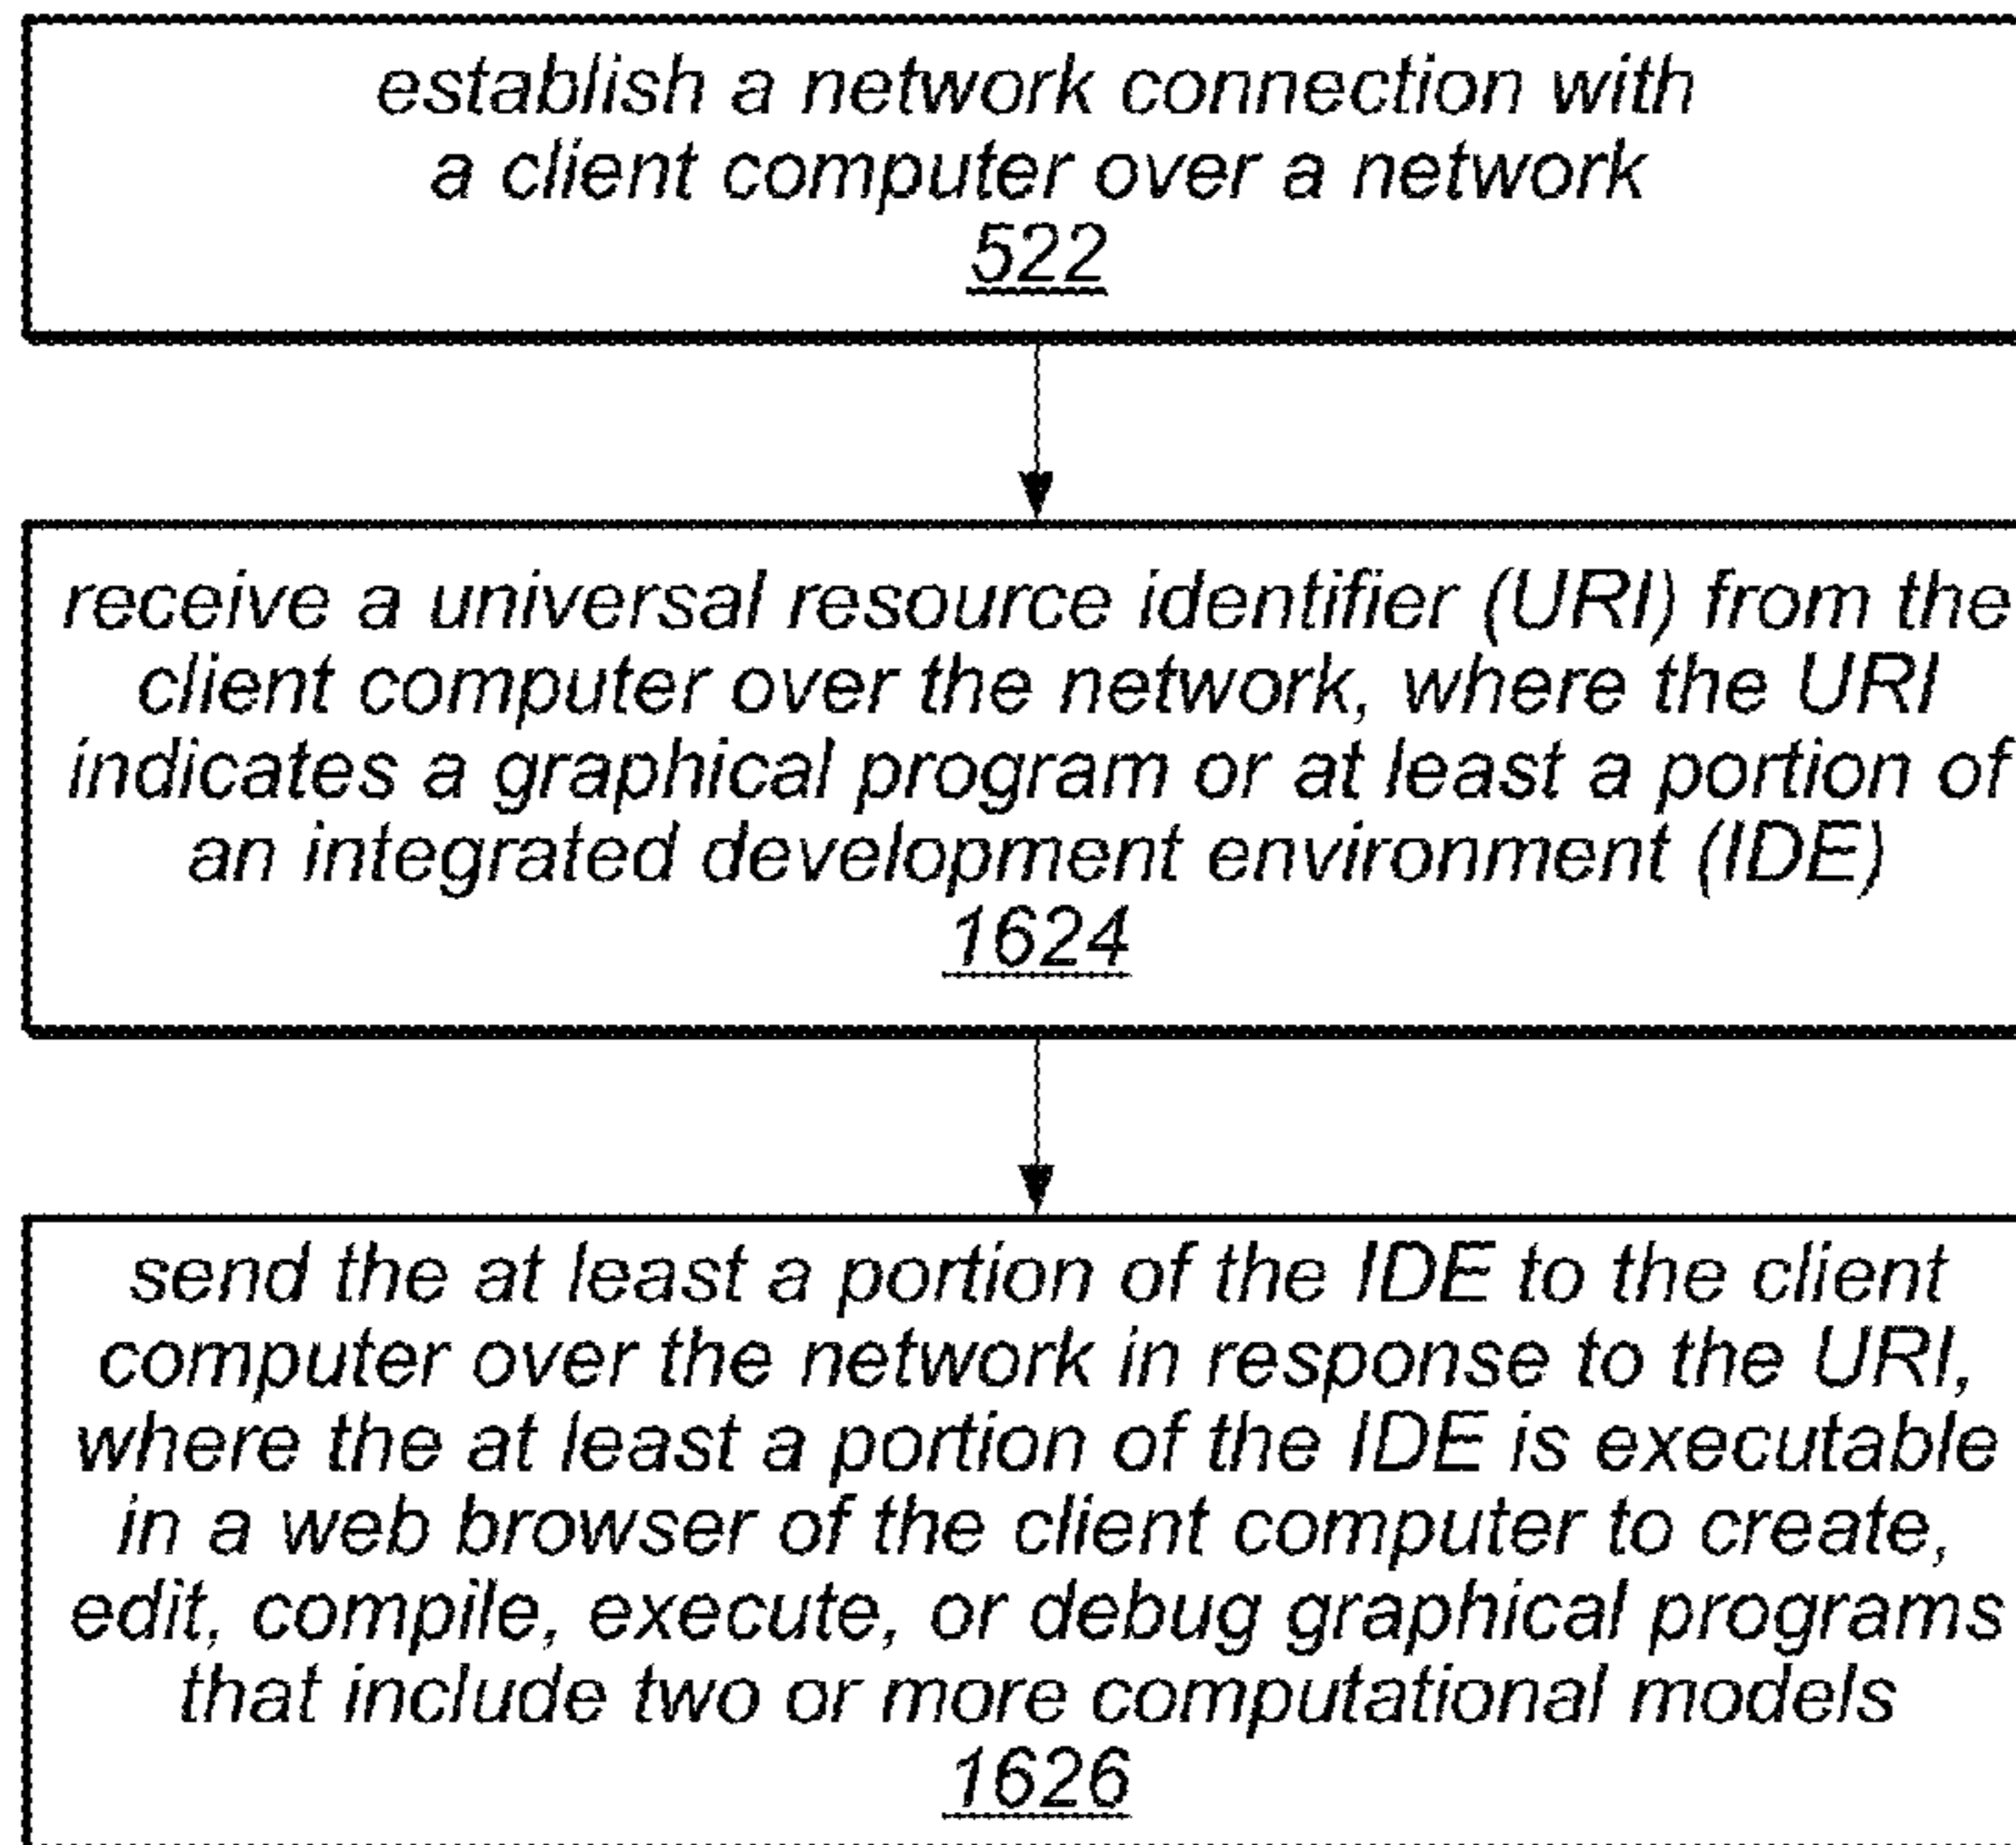 establish a network connection with
a client computer over a network
522
receive a universal resource identifier (URI) from the
client computer over the network, where the URI
indicates a graphical program or at least a portion of
an integrated development environment (IDE)
1624
send the at least a portion of the IDE to the client
computer over the network in response to the URI,
where the at least a portion of the IDE is executable
in a web browser of the client computer to create,
edit, compile, execute, or debug graphical programs
that include two or more computational models
1626